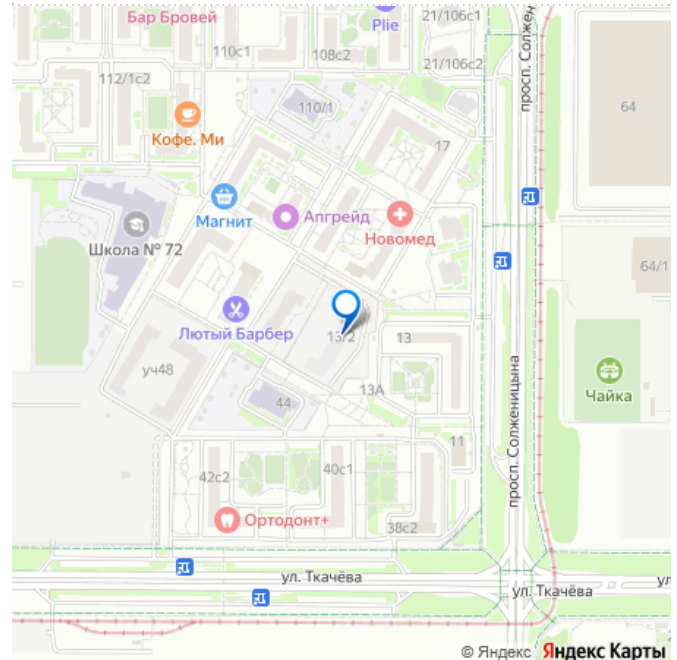 Бар Бровей
Plie
21/106с1
110с1
108с2
21/106с2
112/1с2
110/1
64
Кофе. Ми
17
просп. Солжен
Магнит
Апгрейд
Новомед
Школа № 72
64/1
Лютый Барбер
13/2
13
уч48
13А
Чайка
44
11
просп. Солженицына
42с2
40с1
Ортодонт+
38с2
ул. Ткачёва
ул. Ткачёва
ул
© Яндекс Яндекс Карты